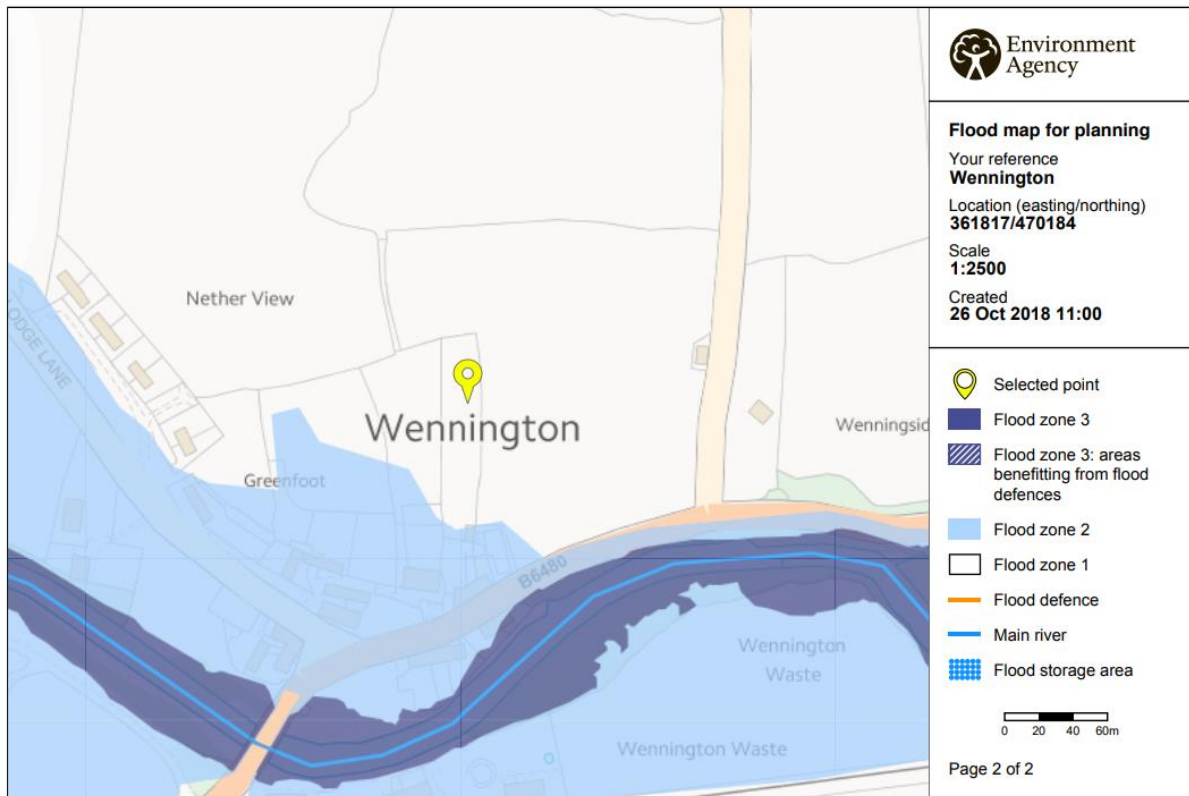 Nether View
LODGE LANE
Wennington
Greenfoot
Wenningsid
B6480
Wennington
Waste
Wennington Waste
Environment
Agency
Flood map for planning
Your reference
Wennington
Location (easting/northing)
361817/470184
Scale
1:2500
Created
26 Oct 2018 11:00
Selected point
Flood zone 3
Flood zone 3: areas
benefitting from flood
defences
Flood zone 2
Flood zone 1
Flood defence
Main river
Flood storage area
0 20 40 60m
Page 2 of 2